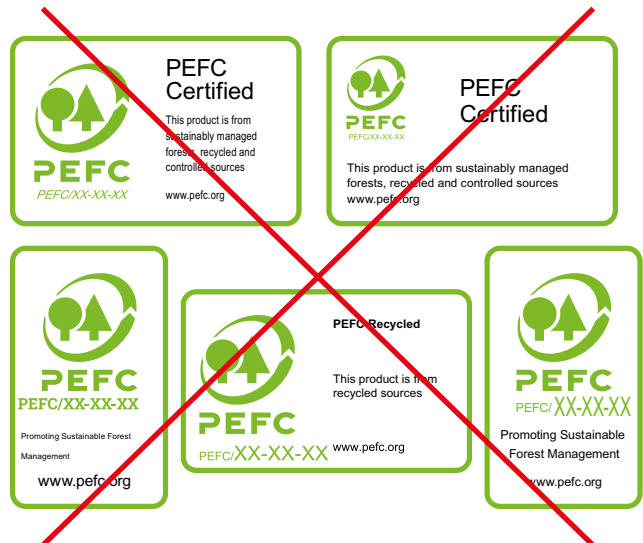 PEFC
Certified
This product is from
sustainably managed
forests, recycled and
controlled sources
www.pefc.org
PEFC
PEFC/XX-XX-XX
PEFC
Certified
PEFC
PEFC/XX-XX-XX
This product is from sustainably managed
forests, recycled and controlled sources
www.pefc.org
PEFC
PEFC/XX-XX-XX
Promoting Sustainable Forest
Management
www.pefc.org
PEFC Recycled
This product is from
recycled sources
www.pefc.org
PEFC
PEFC/XX-XX-XX
PEFC
PEFC/XX-XX-XX
Promoting Sustainable
Forest Management
www.pefc.org